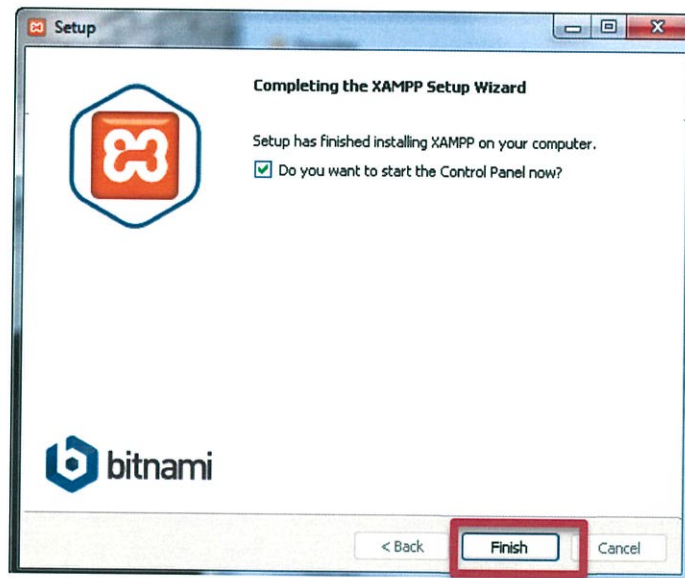 Setup
Completing the XAMPP Setup Wizard
Setup has finished installing XAMPP on your computer.
Do you want to start the Control Panel now?
bitnami
< Back
Finish
Cancel